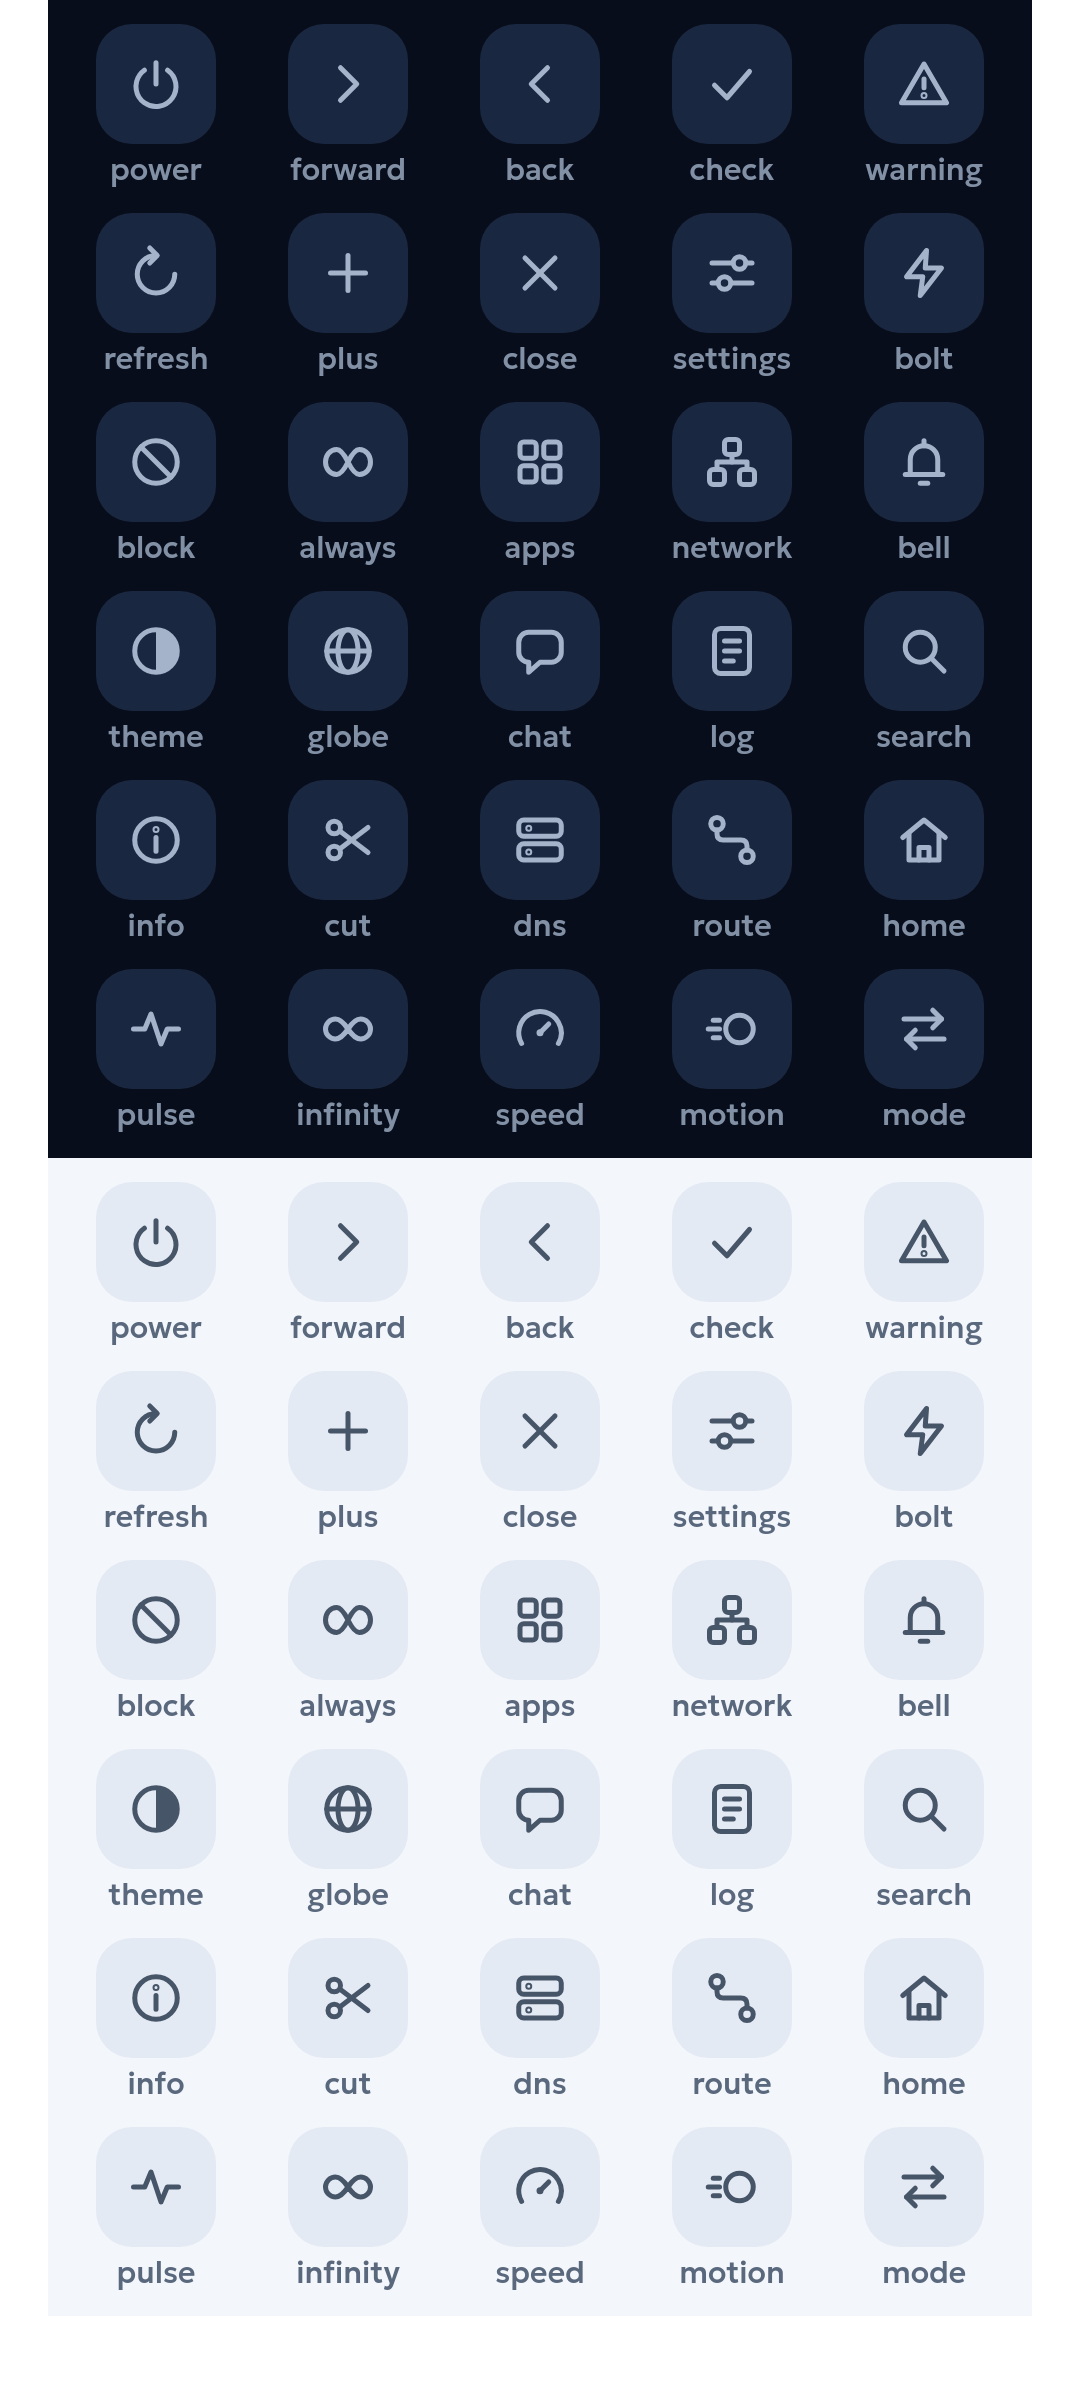 power forward back check warning
refresh plus close settings bolt
block always apps network bell
theme globe chat log search
info cut dns route home
pulse infinity speed motion mode
power forward back check warning
refresh plus close settings bolt
block always apps network bell
theme globe chat log search
info cut dns route home
pulse infinity speed motion mode